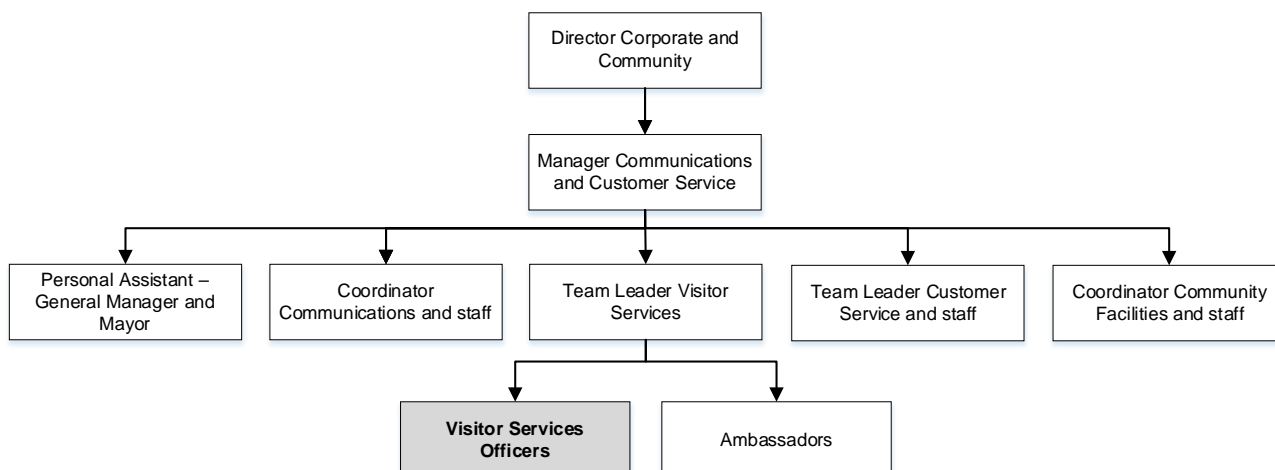 Director Corporate and
Community
Manager Communications
and Customer Service
Personal Assistant –
General Manager and
Mayor
Coordinator
Communications and staff
Team Leader Visitor
Services
Team Leader Customer
Service and staff
Coordinator Community
Facilities and staff
Visitor Services
Officers
Ambassadors